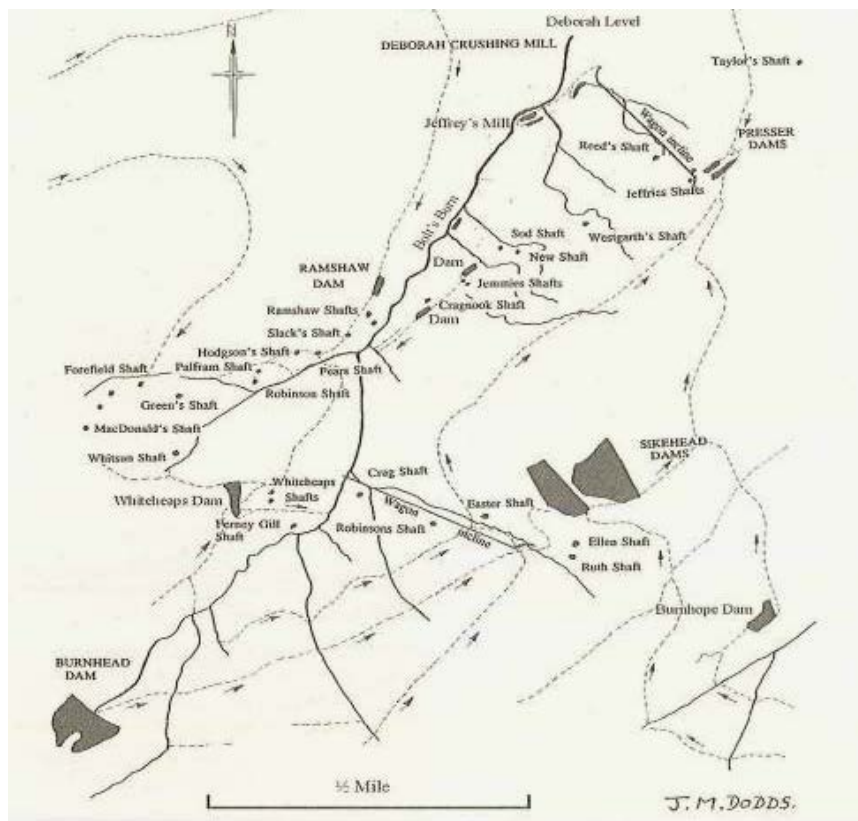 Deborah Level
DEBORAH CRUSHING MILL
N
Taylor's Shaft
Jeffrey's Mill
Wagon incline
PRESSER
DAMS
Reed's Shaft
Jeffries Shafts
Bolt's Burn
Sod Shaft
Westgarth's Shaft
New Shaft
RAMSHAW
DAM
Dam
Jemmies Shafts
Cragnook Shaft
Dam
Ramshaw Shafts
Slack's Shaft
Hodgson's Shaft
Forefield Shaft
Palfram Shaft
Pears Shaft
Robinson Shaft
Green's Shaft
MacDonald's Shaft
Whitson Shaft
SIKEHEAD
DAMS
Whiteheaps
Shafts
Crag Shaft
Whiteheaps Dam
Wagon
incline
Easter Shaft
Ferney Gill
Shaft
Robinsons Shaft
Ellen Shaft
Ruth Shaft
Burnhope Dam
BURNHEAD
DAM
½ Mile
J.M.DODDS.